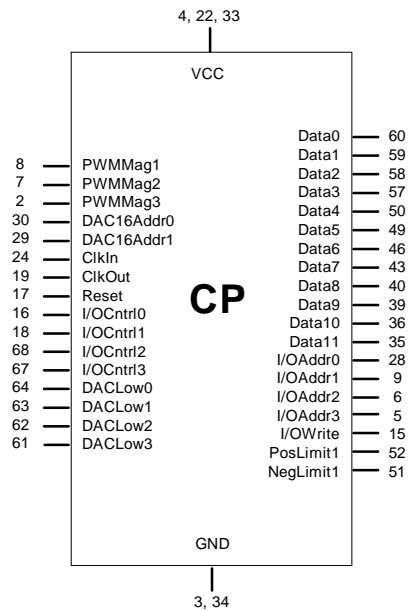 4, 22, 33
VCC
8 PWMMag1
7 PWMMag2
2 PWMMag3
30 DAC16Addr0
29 DAC16Addr1
24 ClkIn
19 ClkOut
17 Reset
16 I/OCntrl0
18 I/OCntrl1
68 I/OCntrl2
67 I/OCntrl3
64 DACLow0
63 DACLow1
62 DACLow2
61 DACLow3
CP
Data0 60
Data1 59
Data2 58
Data3 57
Data4 50
Data5 49
Data6 46
Data7 43
Data8 40
Data9 39
Data10 36
Data11 35
I/OAddr0 28
I/OAddr1 9
I/OAddr2 6
I/OAddr3 5
I/OWrite 15
PosLimit1 52
NegLimit1 51
GND
3, 34